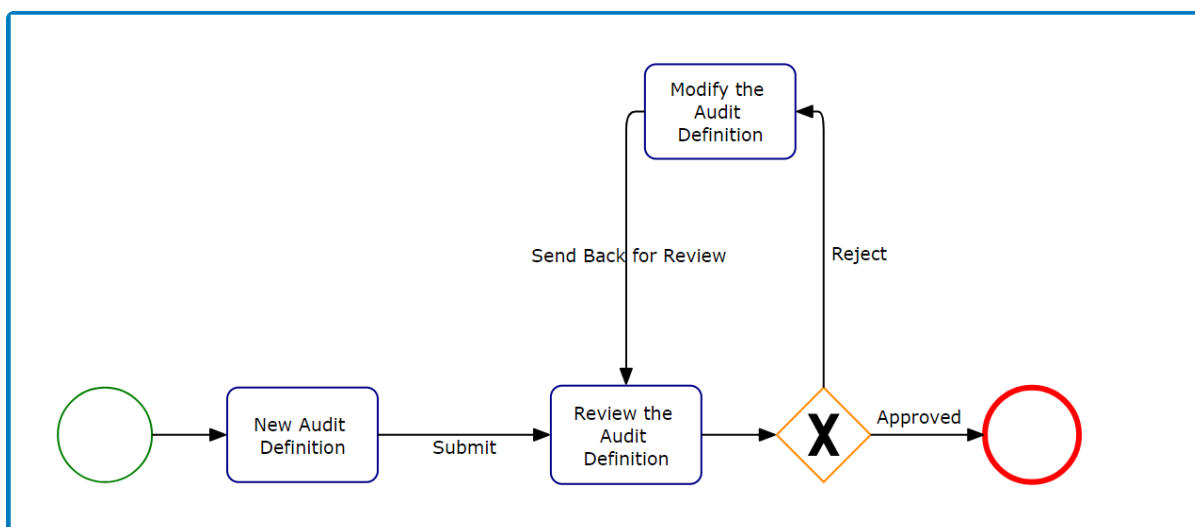 Modify the
Audit
Definition
Send Back for Review
Reject
New Audit
Definition
Submit
Review the
Audit
Definition
X
Approved